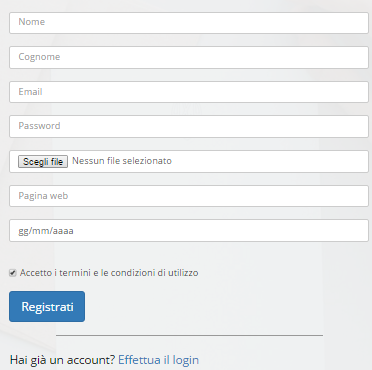 Nome
Cognome
Email
Password
Scegli file Nessun file selezionato
Pagina web
gg/mm/aaaa
Accetto i termini e le condizioni di utilizzo
Registrati
Hai già un account? Effettua il login